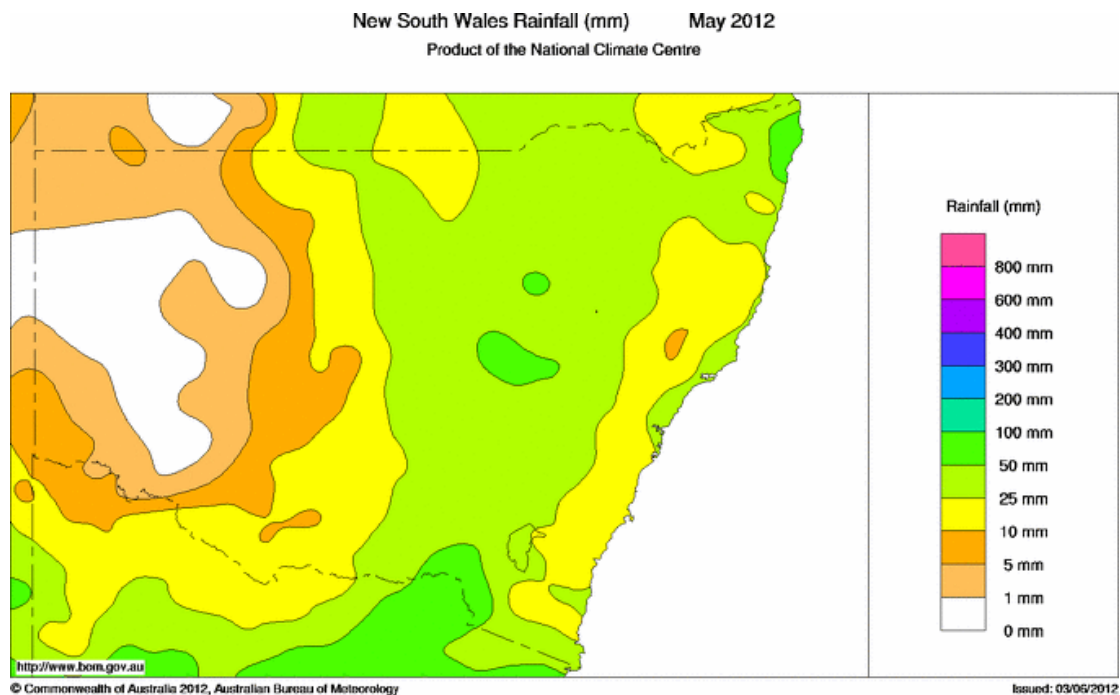 New South Wales Rainfall (mm) May 2012
Product of the National Climate Centre
Rainfall (mm)
800 mm
600 mm
400 mm
300 mm
200 mm
100 mm
50 mm
25 mm
10 mm
5 mm
1 mm
0 mm
http://www.bom.gov.au
© Commonwealth of Australia 2012, Australian Bureau of Meteorology Issued: 03/06/2012